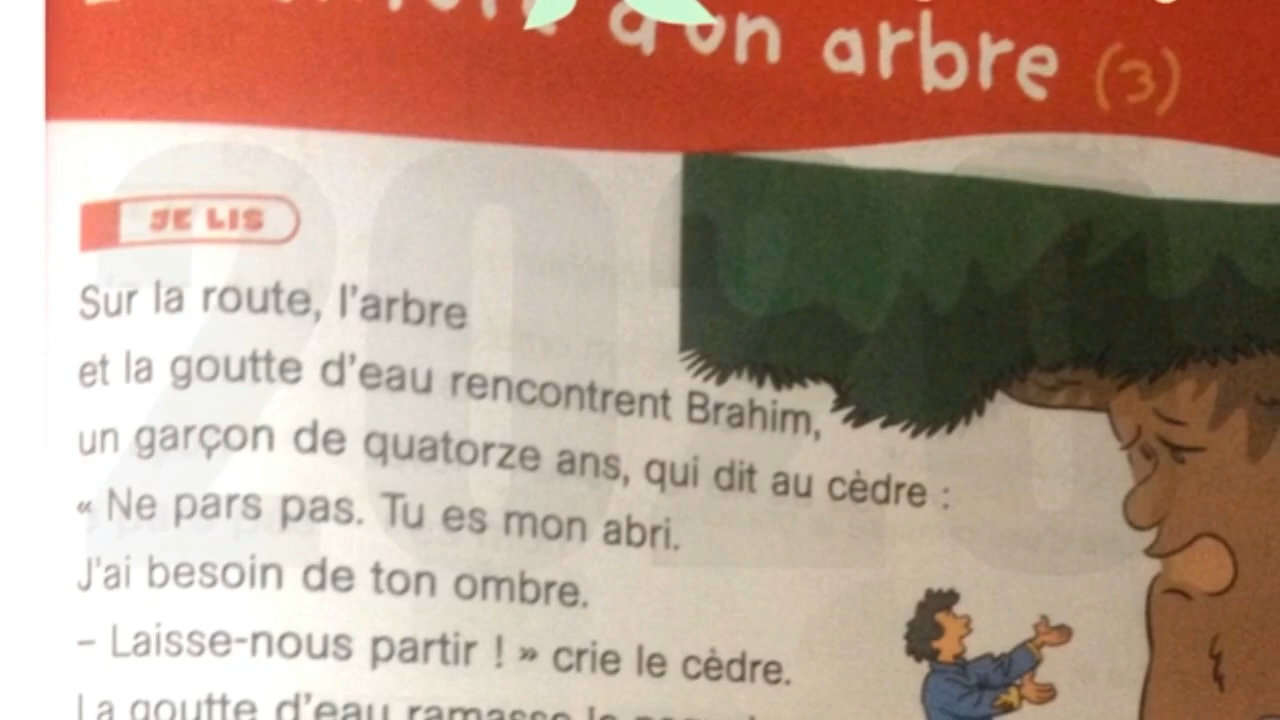 d'un arbre (3)
JE LIS
Sur la route, l'arbre
et la goutte d'eau rencontrent Brahim,
un garçon de quatorze ans, qui dit au cèdre :
« Ne pars pas. Tu es mon abri.
J'ai besoin de ton ombre.
– Laisse-nous partir ! » crie le cèdre.
La goutte d'eau ramasse